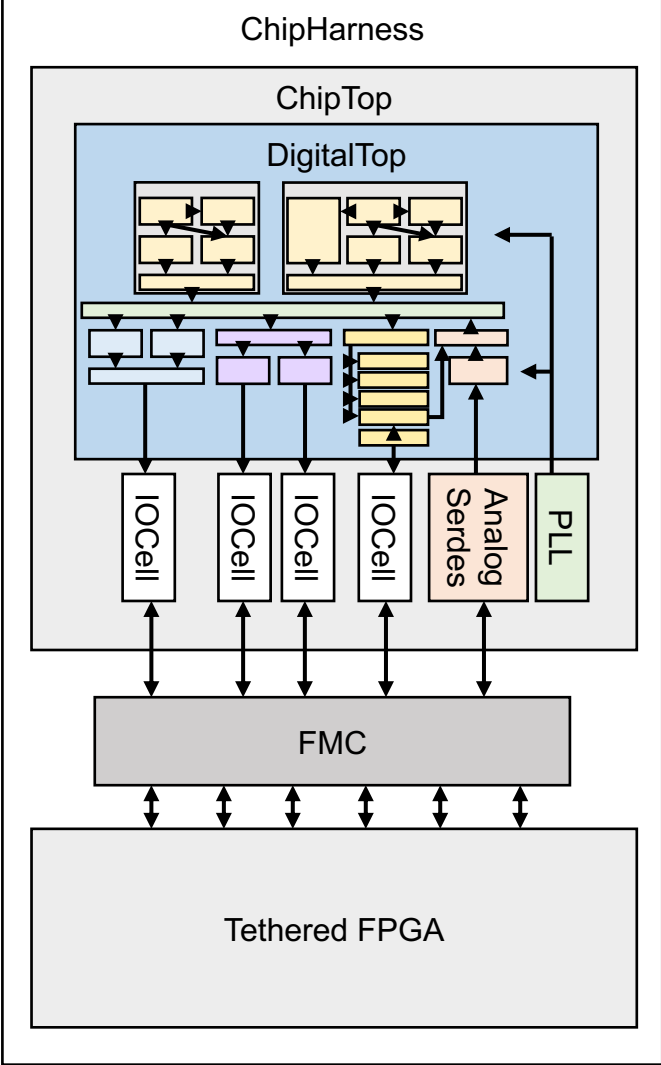 ChipHarness
ChipTop
DigitalTop
IOCell
IOCell
IOCell
IOCell
Analog
Serdes
PLL
FMC
Tethered FPGA